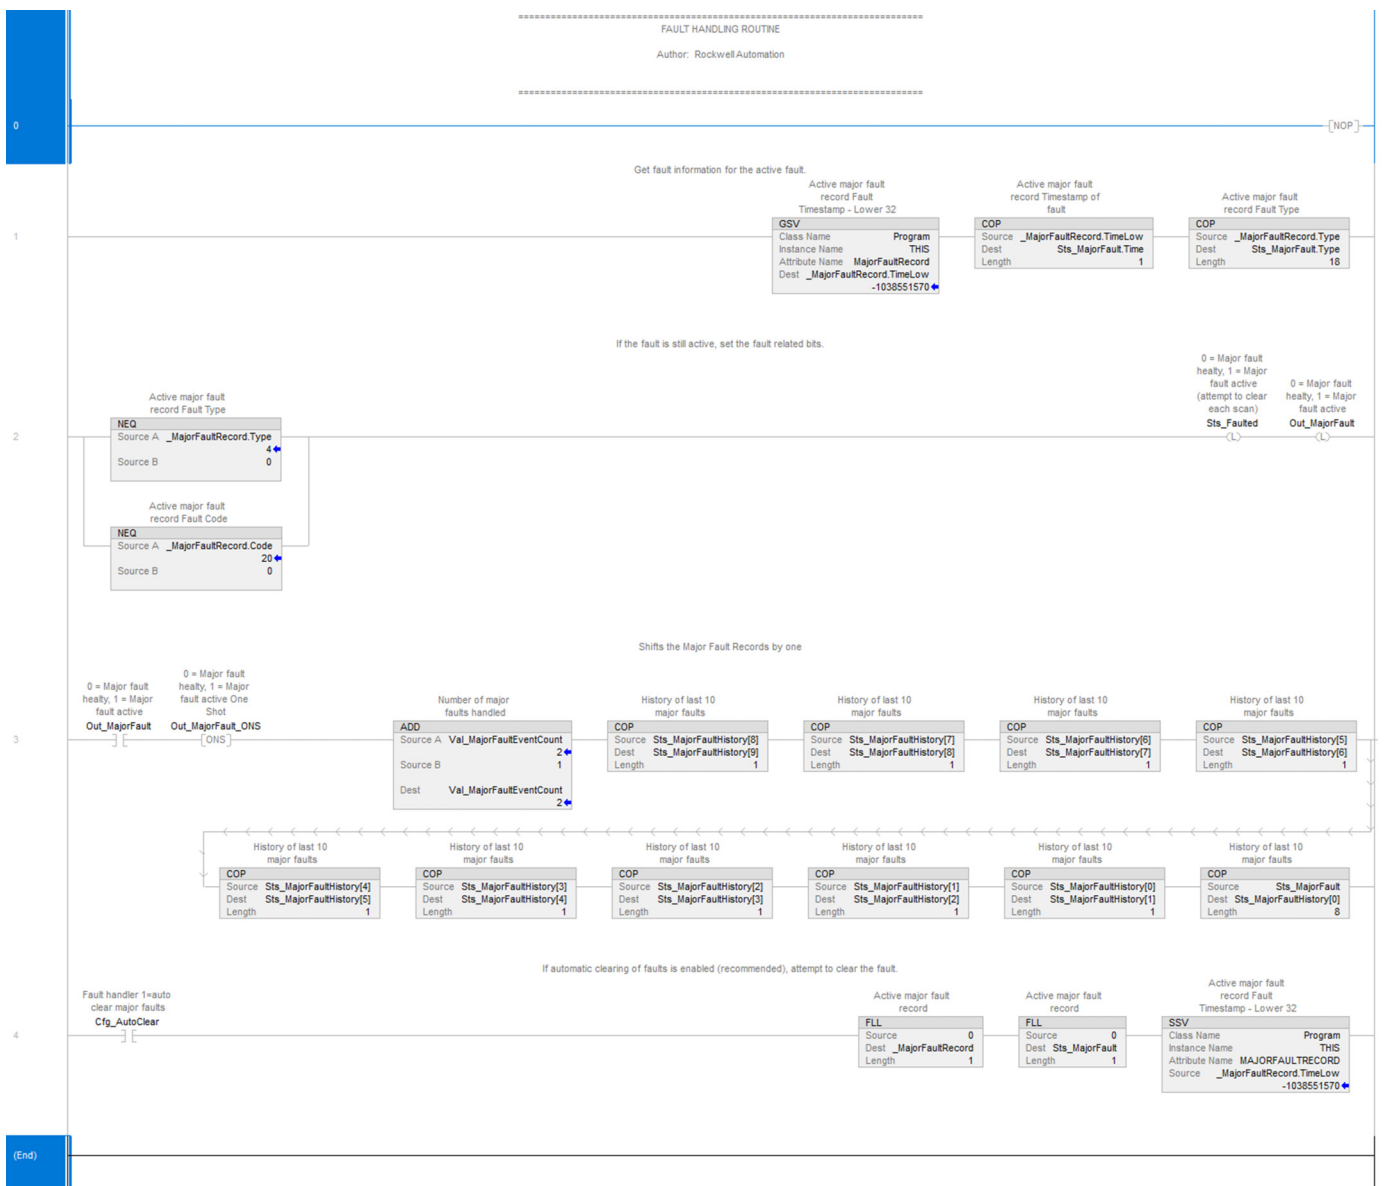 ==========================================================================
FAULT HANDLING ROUTINE
Author: Rockwell Automation
==========================================================================
0
NOP
Get fault information for the active fault.
1
Active major fault
record Fault
Timestamp - Lower 32
GSV
Class Name Program
Instance Name THIS
Attribute Name MajorFaultRecord
Dest _MajorFaultRecord.TimeLow
-1038551570
Active major fault
record Timestamp of
fault
COP
Source _MajorFaultRecord.TimeLow
Dest Sts_MajorFault.Time
Length 1
Active major fault
record Fault Type
COP
Source _MajorFaultRecord.Type
Dest Sts_MajorFault.Type
Length 18
If the fault is still active, set the fault related bits.
2
Active major fault
record Fault Type
NEQ
Source A _MajorFaultRecord.Type
4
Source B 0
Active major fault
record Fault Code
NEQ
Source A _MajorFaultRecord.Code
20
Source B 0
0 = Major fault
healty, 1 = Major
fault active
(attempt to clear
each scan)
Sts_Faulted
L
0 = Major fault
healty, 1 = Major
fault active
Out_MajorFault
L
Shifts the Major Fault Records by one
3
0 = Major fault
healty, 1 = Major
fault active
Out_MajorFault
0 = Major fault
healty, 1 = Major
fault active One
Shot
Out_MajorFault_ONS
ONS
Number of major
faults handled
ADD
Source A Val_MajorFaultEventCount
2
Source B 1
Dest Val_MajorFaultEventCount
2
History of last 10
major faults
COP
Source Sts_MajorFaultHistory[8]
Dest Sts_MajorFaultHistory[9]
Length 1
History of last 10
major faults
COP
Source Sts_MajorFaultHistory[7]
Dest Sts_MajorFaultHistory[8]
Length 1
History of last 10
major faults
COP
Source Sts_MajorFaultHistory[6]
Dest Sts_MajorFaultHistory[7]
Length 1
History of last 10
major faults
COP
Source Sts_MajorFaultHistory[5]
Dest Sts_MajorFaultHistory[6]
Length 1
History of last 10
major faults
COP
Source Sts_MajorFaultHistory[4]
Dest Sts_MajorFaultHistory[5]
Length 1
History of last 10
major faults
COP
Source Sts_MajorFaultHistory[3]
Dest Sts_MajorFaultHistory[4]
Length 1
History of last 10
major faults
COP
Source Sts_MajorFaultHistory[2]
Dest Sts_MajorFaultHistory[3]
Length 1
History of last 10
major faults
COP
Source Sts_MajorFaultHistory[1]
Dest Sts_MajorFaultHistory[2]
Length 1
History of last 10
major faults
COP
Source Sts_MajorFaultHistory[0]
Dest Sts_MajorFaultHistory[1]
Length 1
History of last 10
major faults
COP
Source Sts_MajorFault
Dest Sts_MajorFaultHistory[0]
Length 8
If automatic clearing of faults is enabled (recommended), attempt to clear the fault.
4
Fault handler 1=auto
clear major faults
Cfg_AutoClear
Active major fault
record
FLL
Source 0
Dest _MajorFaultRecord
Length 1
Active major fault
record
FLL
Source 0
Dest Sts_MajorFault
Length 1
Active major fault
record Fault
Timestamp - Lower 32
SSV
Class Name Program
Instance Name THIS
Attribute Name MAJORFAULTRECORD
Source _MajorFaultRecord.TimeLow
-1038551570
(End)